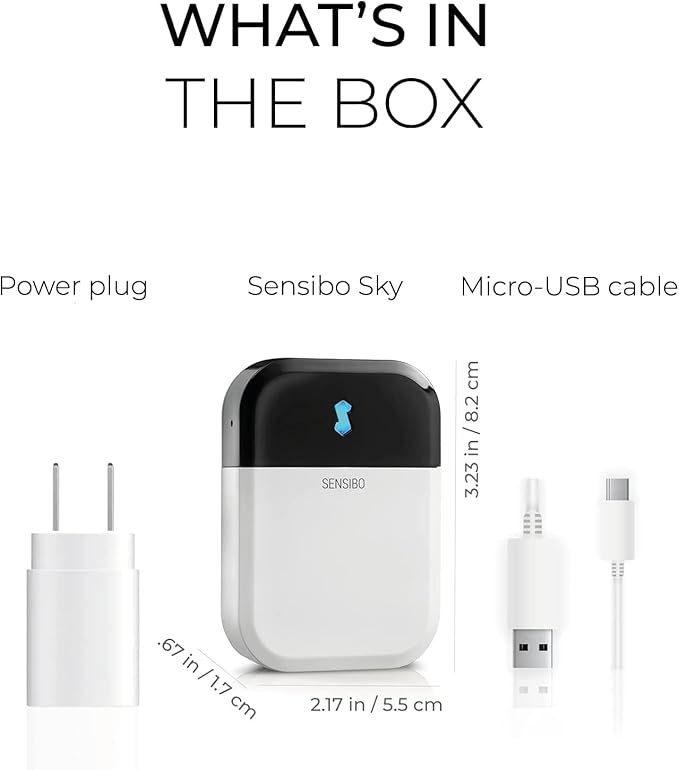 WHAT'S IN
THE BOX
Power plug
Sensibo Sky
Micro-USB cable
SENSIBO
3.23 in / 8.2 cm
.67 in / 1.7 cm
2.17 in / 5.5 cm